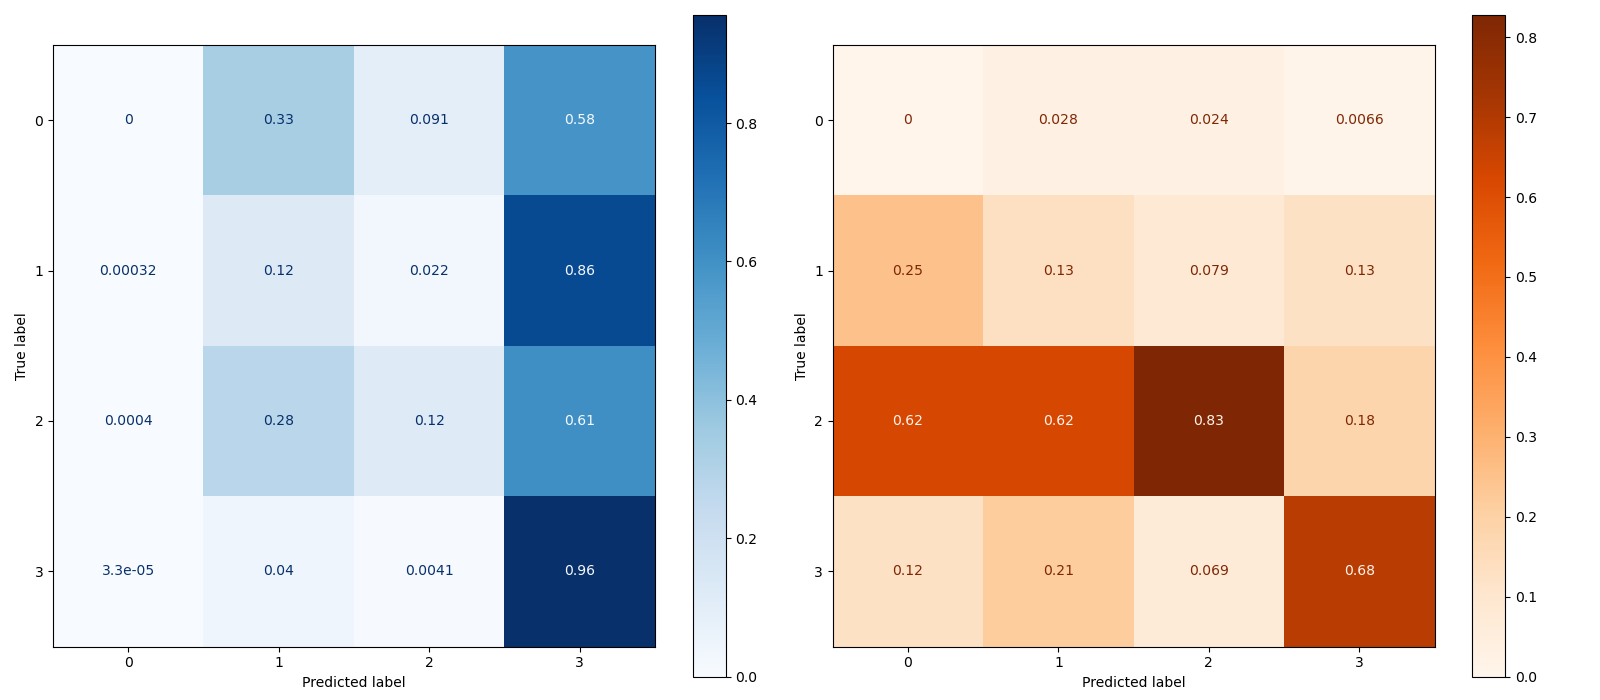 0 0.33 0.091 0.58
1 0.00032 0.12 0.022 0.86
2 0.0004 0.28 0.12 0.61
3 3.3e-05 0.04 0.0041 0.96
0 1 2 3
Predicted label
True label
0.8
0.6
0.4
0.2
0.0
0 0 0.028 0.024 0.0066
1 0.25 0.13 0.079 0.13
2 0.62 0.62 0.83 0.18
3 0.12 0.21 0.069 0.68
0 1 2 3
Predicted label
True label
0.8
0.7
0.6
0.5
0.4
0.3
0.2
0.1
0.0